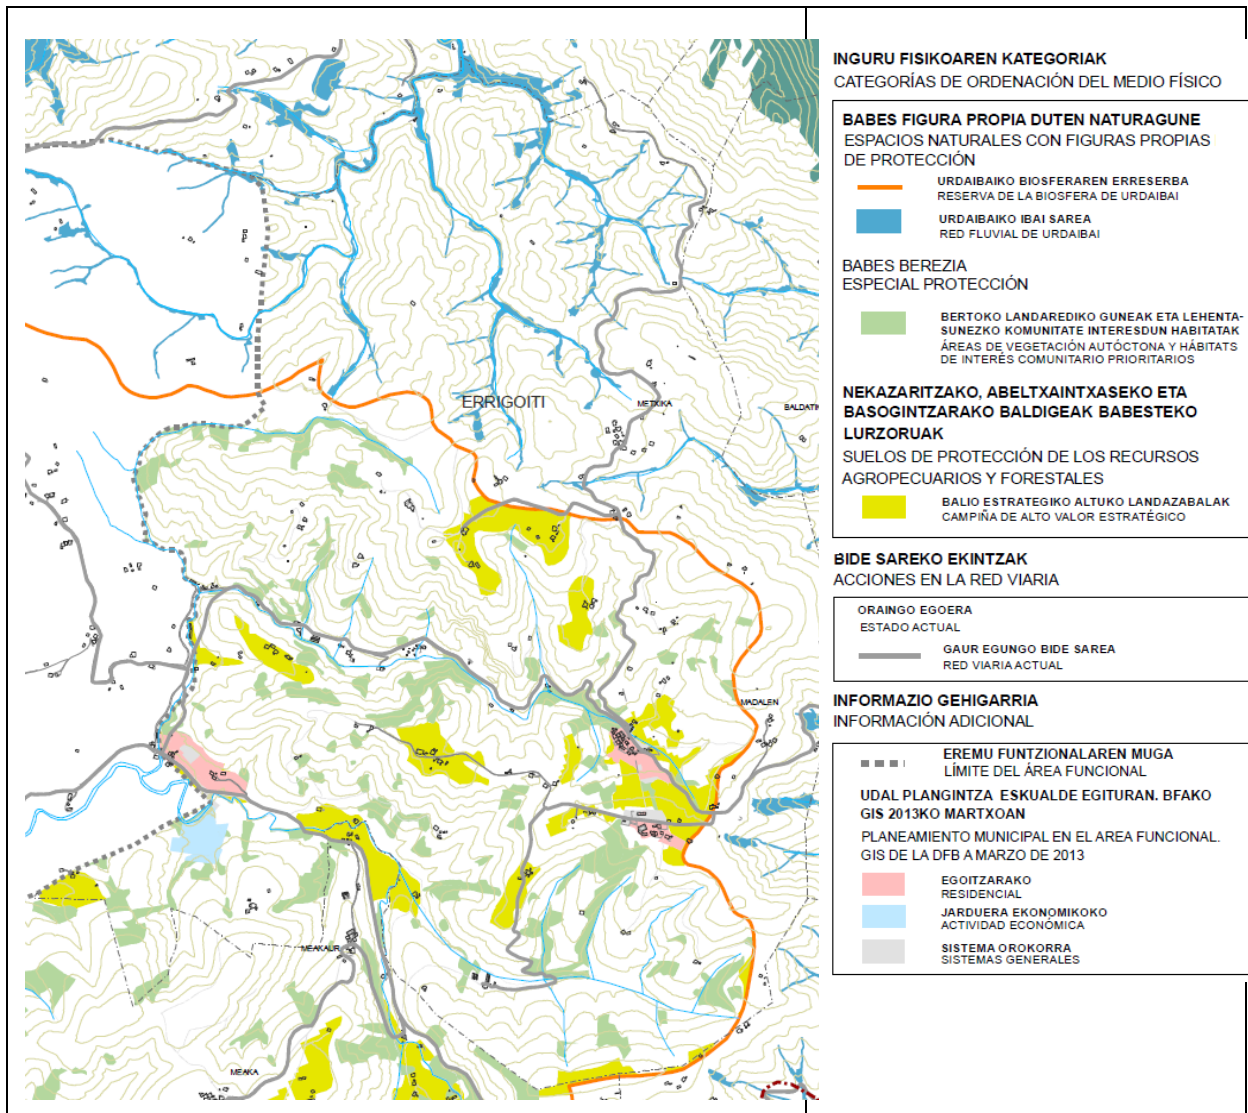 ERRIGOITI
METXIKA
MADALEN
MEAKAUR
MEAKA
INGURU FISIKOAREN KATEGORIAK
CATEGORÍAS DE ORDENACIÓN DEL MEDIO FÍSICO
BABES FIGURA PROPIA DUTEN NATURAGUNE
ESPACIOS NATURALES CON FIGURAS PROPIAS
DE PROTECCIÓN
URDAIBAIKO BIOSFERAREN ERRESERBA
RESERVA DE LA BIOSFERA DE URDAIBAI
URDAIBAIKO IBAI SAREA
RED FLUVIAL DE URDAIBAI
BABES BEREZIA
ESPECIAL PROTECCIÓN
BERTOKO LANDAREDIKO GUNEAK ETA LEHENTA-
SUNEZKO KOMUNITATE INTERESDUN HABITATAK
ÁREAS DE VEGETACIÓN AUTÓCTONA Y HÁBITATS
DE INTERÉS COMUNITARIO PRIORITARIOS
NEKAZARITZAKO, ABELTXAINTXASEKO ETA
BASOGINTZARAKO BALDIGEAK BABESTEKO
LURZORUAK
SUELOS DE PROTECCIÓN DE LOS RECURSOS
AGROPECUARIOS Y FORESTALES
BALIO ESTRATEGIKO ALTUKO LANDAZABALAK
CAMPIÑA DE ALTO VALOR ESTRATÉGICO
BIDE SAREKO EKINTZAK
ACCIONES EN LA RED VIARIA
ORAINGO EGOERA
ESTADO ACTUAL
GAUR EGUNGO BIDE SAREA
RED VIARIA ACTUAL
INFORMAZIO GEHIGARRIA
INFORMACIÓN ADICIONAL
EREMU FUNTZIONALAREN MUGA
LÍMITE DEL ÁREA FUNCIONAL
UDAL PLANGINTZA ESKUALDE EGITURAN. BFAKO
GIS 2013KO MARTXOAN
PLANEAMIENTO MUNICIPAL EN EL AREA FUNCIONAL.
GIS DE LA DFB A MARZO DE 2013
EGOITZARAKO
RESIDENCIAL
JARDUERA EKONOMIKOKO
ACTIVIDAD ECONÓMICA
SISTEMA OROKORRA
SISTEMAS GENERALES